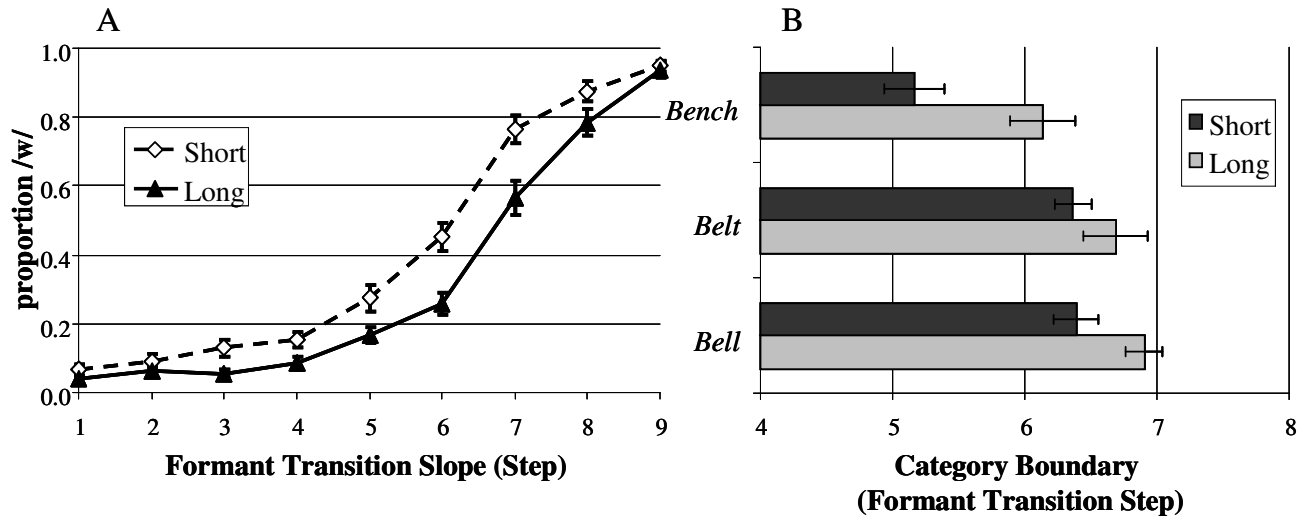 A
1.0
0.8
0.6
0.4
0.2
0.0
proportion /w/
Short
Long
1 2 3 4 5 6 7 8 9
Formant Transition Slope (Step)
B
Bench
Belt
Bell
Short
Long
4 5 6 7 8
Category Boundary
(Formant Transition Step)